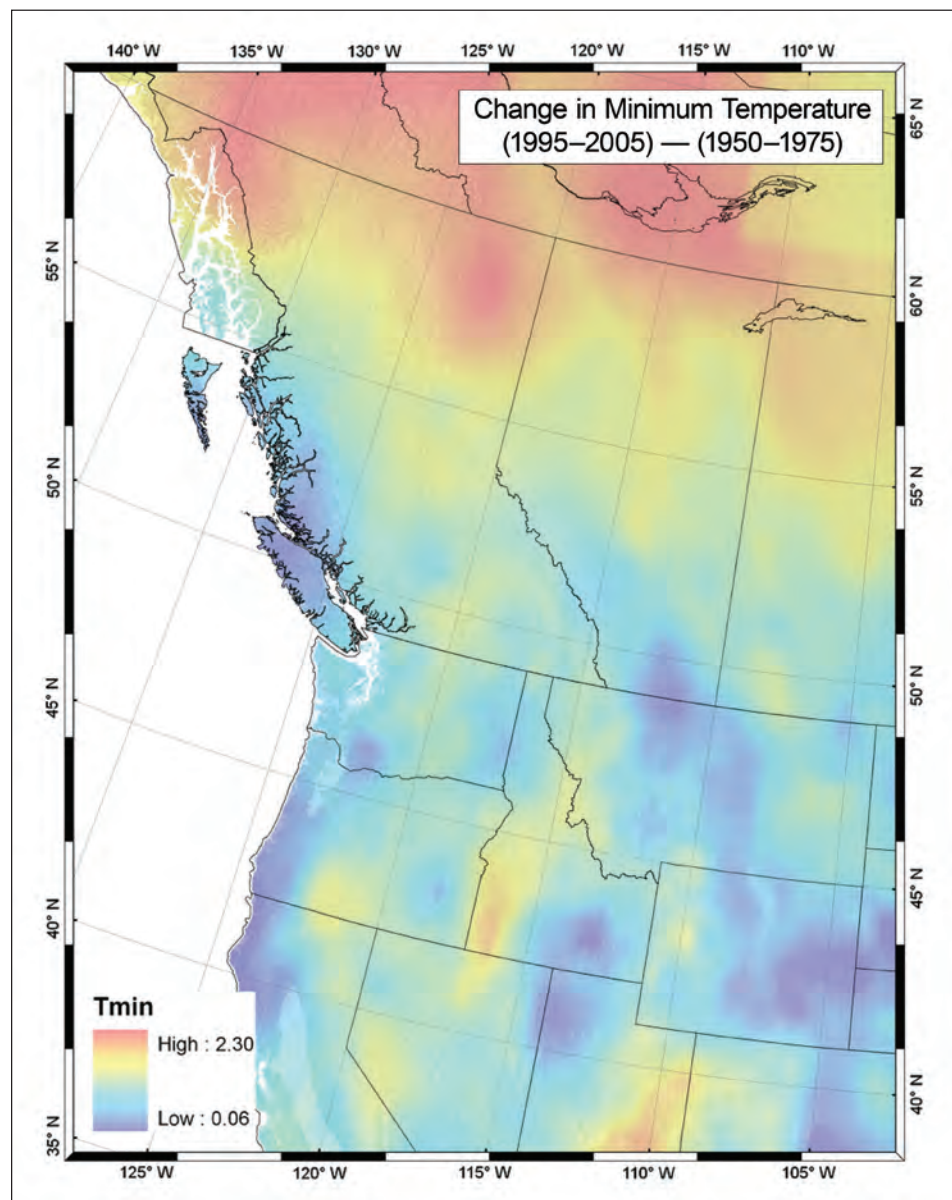 140° W 135° W 130° W 125° W 120° W 115° W 110° W
Change in Minimum Temperature
(1995–2005) — (1950–1975)
65° N
55° N
60° N
50° N
55° N
45° N
50° N
40° N
45° N
Tmin
High : 2.30
Low : 0.06
40° N
35° N
125° W 120° W 115° W 110° W 105° W